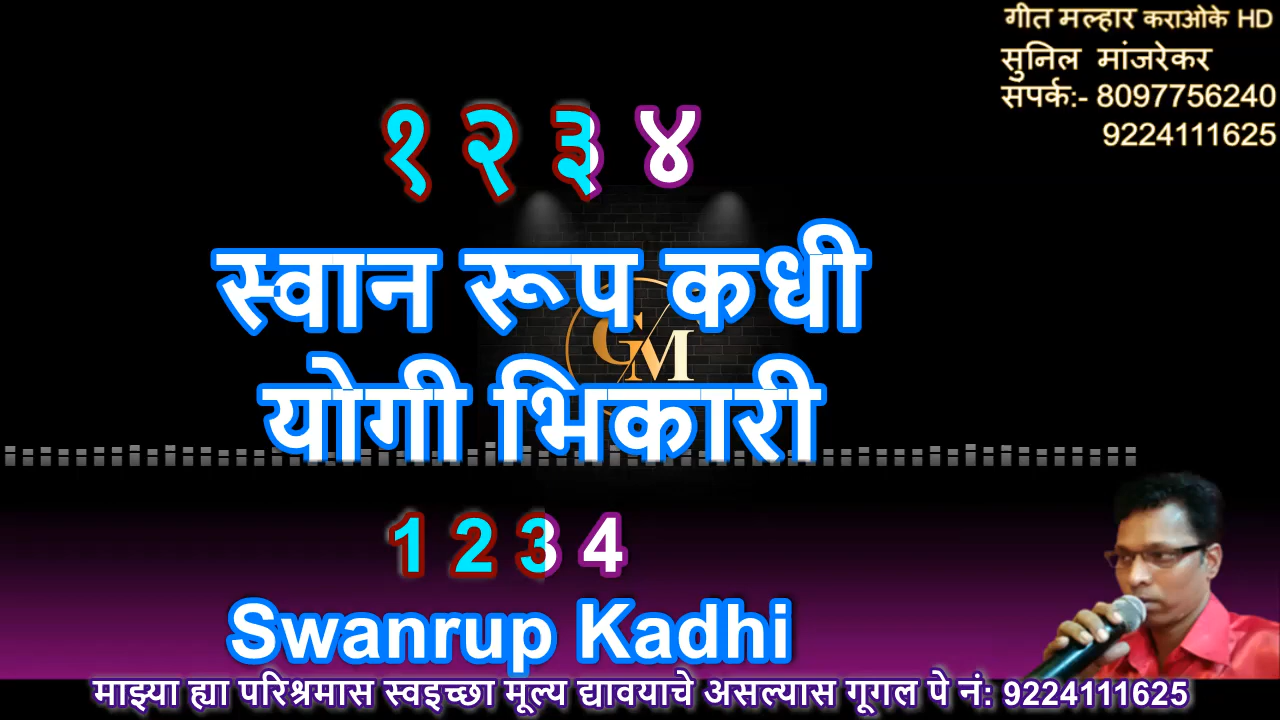 गीत मल्हार कराओके HD
सुनिल मांजरेकर
संपर्क:- 8097756240
9224111625
१ २ ३ ४
स्वान रूप कधी
GM
योगी भिकारी
1 2 3 4
Swanrup Kadhi
माझ्या ह्या परिश्रमास स्वइच्छा मूल्य द्यावयाचे असल्यास गूगल पे नं: 9224111625